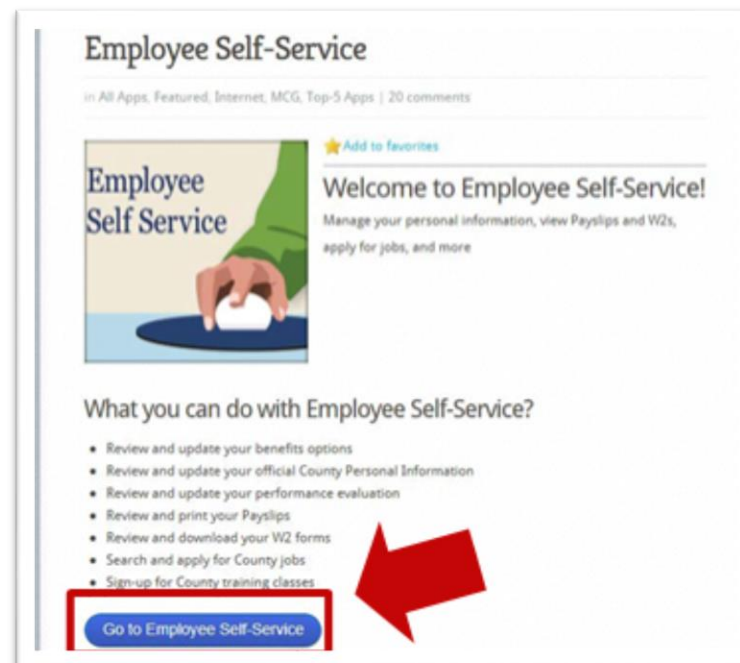 Employee Self-Service
in All Apps, Featured, Internet, MCG, Top-5 Apps | 20 comments
Employee
Self Service
Add to favorites
Welcome to Employee Self-Service!
Manage your personal information, view Payslips and W2s,
apply for jobs, and more
What you can do with Employee Self-Service?
• Review and update your benefits options
• Review and update your official County Personal Information
• Review and update your performance evaluation
• Review and print your Payslips
• Review and download your W2 forms
• Search and apply for County jobs
• Sign-up for County training classes
Go to Employee Self-Service